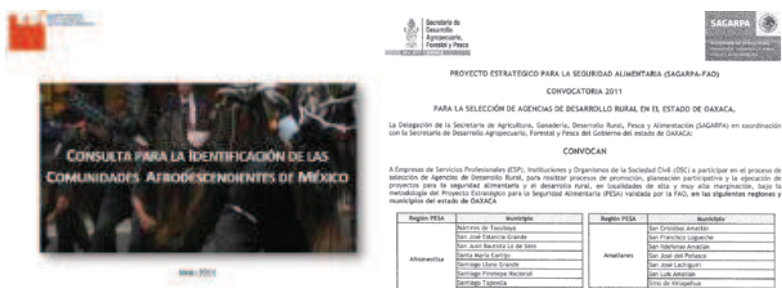 CONSULTA PARA LA IDENTIFICACIÓN DE LAS
COMUNIDADES AFRODESCENDIENTES DE MÉXICO
Secretaría de
Desarrollo
Agropecuario,
Forestal y Pesca
SAGARPA
PROYECTO ESTRATÉGICO PARA LA SEGURIDAD ALIMENTARIA (SAGARPA-FAO)
CONVOCATORIA 2011
PARA LA SELECCIÓN DE AGENCIAS DE DESARROLLO RURAL EN EL ESTADO DE OAXACA.
La Delegación de la Secretaría de Agricultura, Ganadería, Desarrollo Rural, Pesca y Alimentación (SAGARPA) en coordinación
con la Secretaría de Desarrollo Agropecuario, Forestal y Pesca del Gobierno del estado de OAXACA:
CONVOCAN
A Empresas de Servicios Profesionales (ESP), Instituciones y Organismos de la Sociedad Civil (OSC) a participar en el proceso de
selección de Agencias de Desarrollo Rural, para realizar procesos de promoción, planeación participativa y la ejecución de
proyectos para la seguridad alimentaria y el desarrollo rural, en localidades de alta y muy alta marginación, bajo la
metodología del Proyecto Estratégico para la Seguridad Alimentaria (PESA) validada por la FAO, en las siguientes regiones y
municipios del estado de OAXACA
Región PESA Municipio
Afromestiza
Mártires de Tacubaya
San José Estancia Grande
San Juan Bautista Lo de Soto
Santa María Cortijo
Santiago Llano Grande
Santiago Pinotepa Nacional
Santiago Tapextla
Región PESA Municipio
Amatlanes
San Cristóbal Amatlán
San Francisco Logueche
San Ildefonso Amatlán
San José del Peñasco
San José Lachiguirí
San Luis Amatlán
Sitio de Xitlapehua